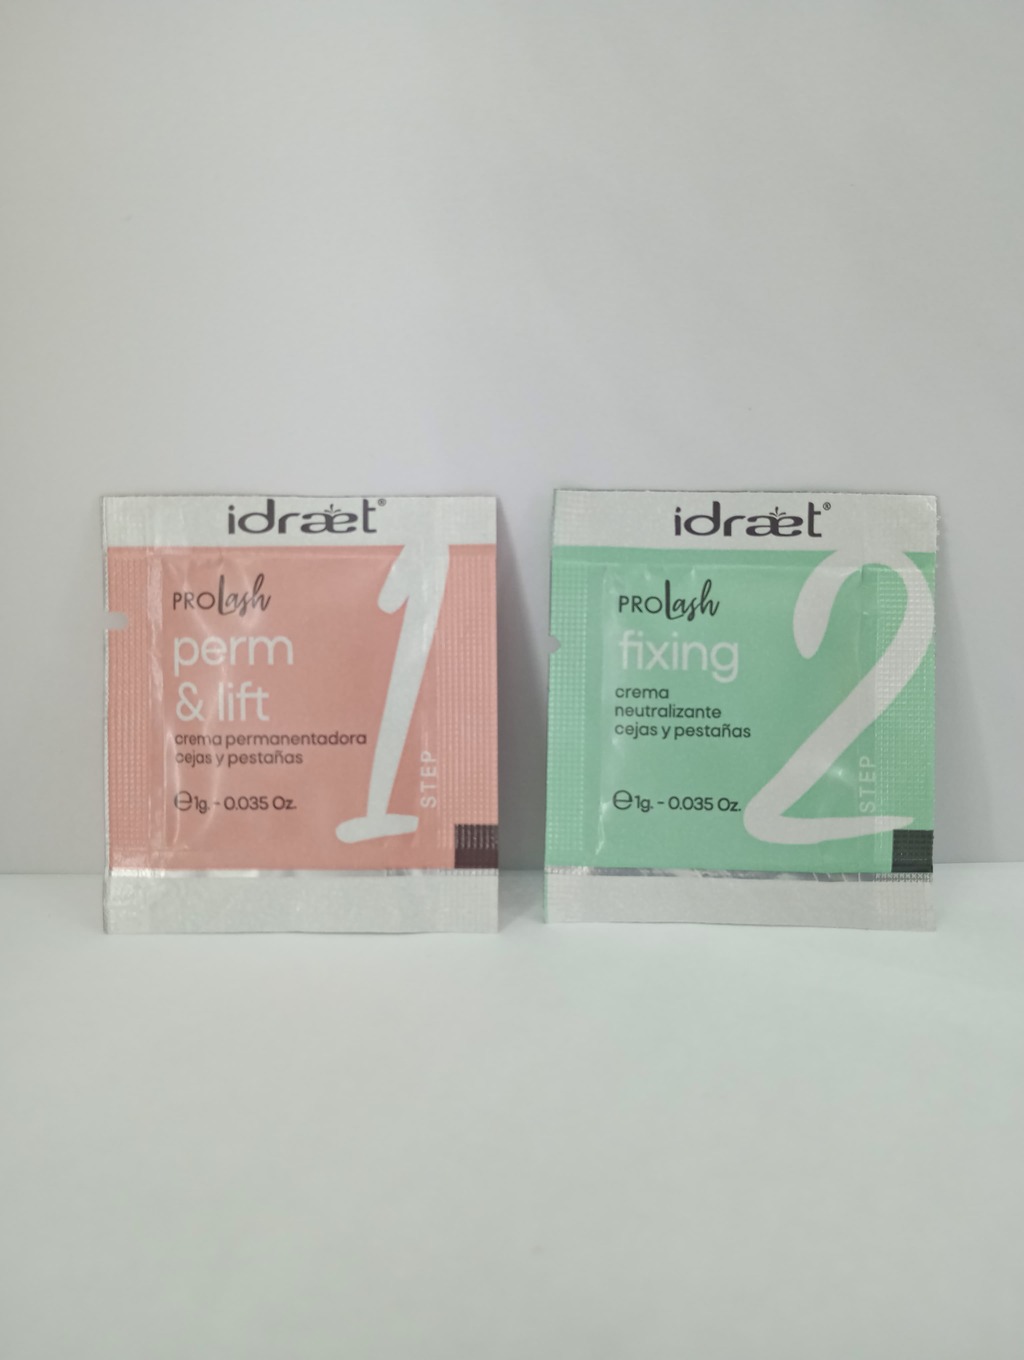 idraet®
PROLash
perm
& lift
crema permanentadora
cejas y pestañas
℮1g. - 0.035 Oz.
1
STEP
idraet®
PROLash
fixing
crema
neutralizante
cejas y pestañas
℮1g. - 0.035 Oz.
2
STEP